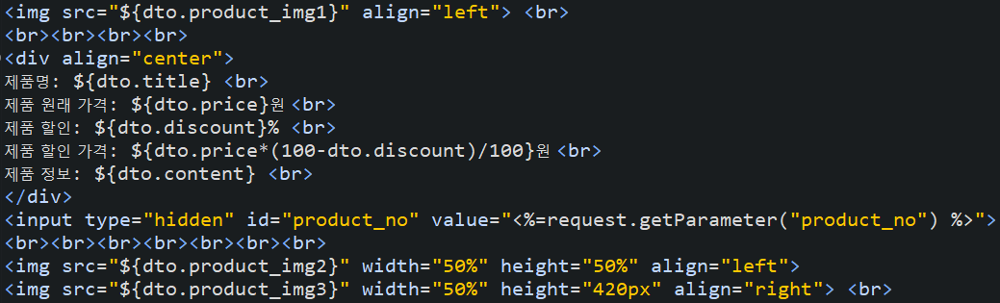 <img src="${dto.product_img1}" align="left"> <br>
<br><br><br><br>
<div align="center">
제품명: ${dto.title} <br>
제품 원래 가격: ${dto.price}원 <br>
제품 할인: ${dto.discount}% <br>
제품 할인 가격: ${dto.price*(100-dto.discount)/100}원 <br>
제품 정보: ${dto.content} <br>
</div>
<input type="hidden" id="product_no" value="<%=request.getParameter("product_no") %>">
<br><br><br><br><br><br><br>
<img src="${dto.product_img2}" width="50%" height="50%" align="left">
<img src="${dto.product_img3}" width="50%" height="420px" align="right"> <br>